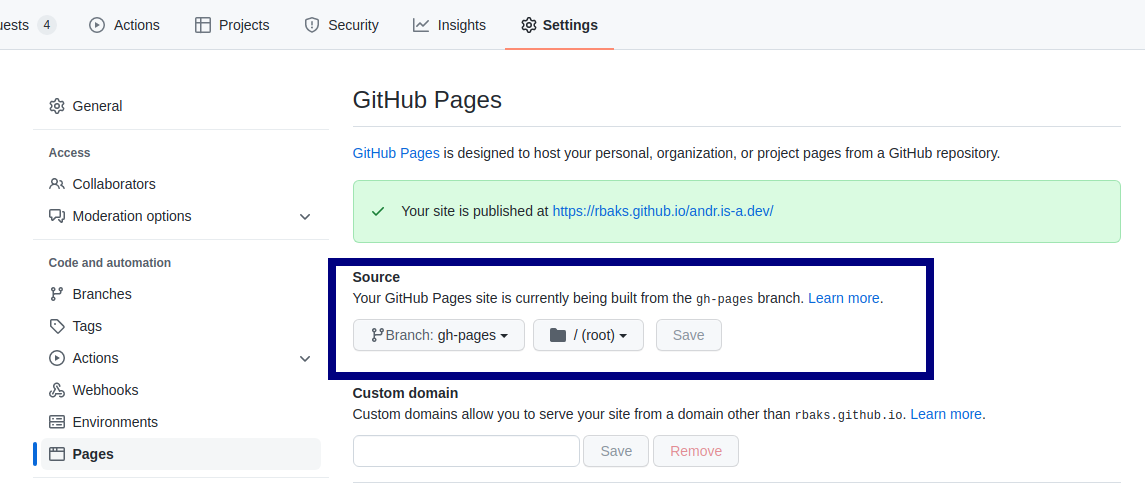 uests 4 Actions Projects Security Insights Settings
General
GitHub Pages
Access
GitHub Pages is designed to host your personal, organization, or project pages from a GitHub repository.
Collaborators
Moderation options
Your site is published at https://rbaks.github.io/andr.is-a.dev/
Code and automation
Branches
Tags
Actions
Webhooks
Environments
Pages
Source
Your GitHub Pages site is currently being built from the gh-pages branch. Learn more.
Branch: gh-pages / (root) Save
Custom domain
Custom domains allow you to serve your site from a domain other than rbaks.github.io. Learn more.
Save Remove